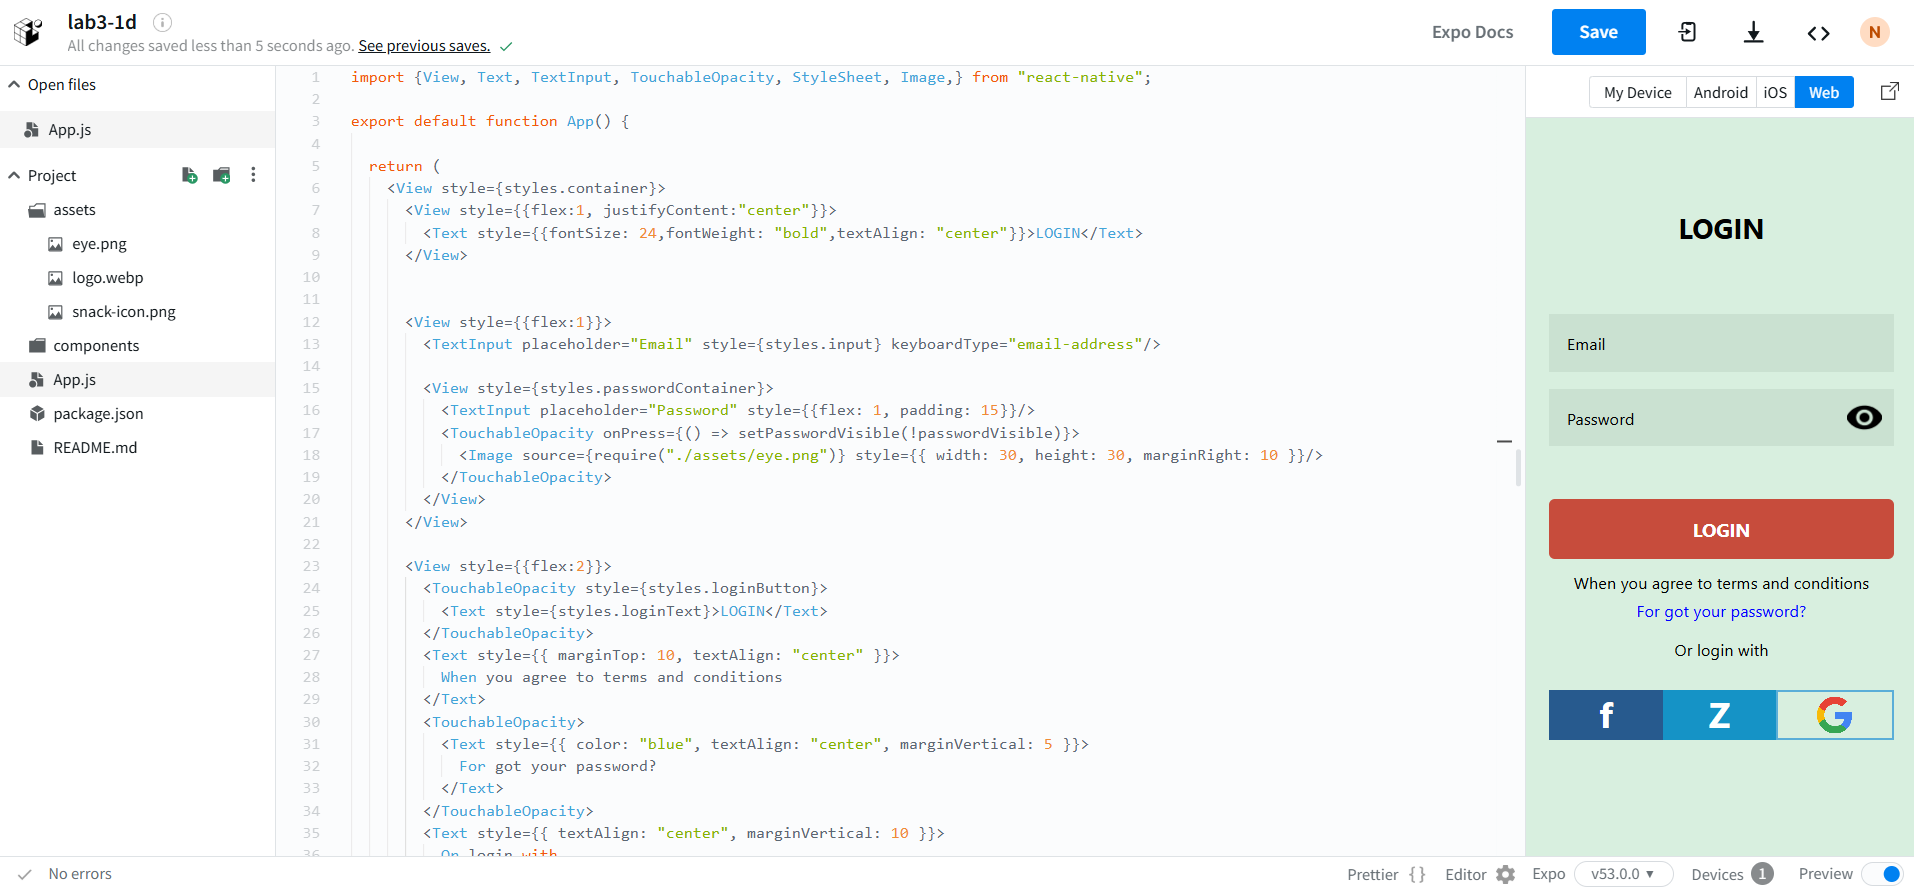 lab3-1d
All changes saved less than 5 seconds ago. See previous saves.
Expo Docs
Save
N
Open files
App.js
Project
assets
eye.png
logo.webp
snack-icon.png
components
App.js
package.json
README.md
1 import {View, Text, TextInput, TouchableOpacity, StyleSheet, Image,} from "react-native";
2
3 export default function App() {
4
5 return (
6 <View style={styles.container}>
7 <View style={{flex:1, justifyContent:"center"}}>
8 <Text style={{fontSize: 24,fontWeight: "bold",textAlign: "center"}}>LOGIN</Text>
9 </View>
10
11
12 <View style={{flex:1}}>
13 <TextInput placeholder="Email" style={styles.input} keyboardType="email-address"/>
14
15 <View style={styles.passwordContainer}>
16 <TextInput placeholder="Password" style={{flex: 1, padding: 15}}/>
17 <TouchableOpacity onPress={() => setPasswordVisible(!passwordVisible)}>
18 <Image source={require("./assets/eye.png")} style={{ width: 30, height: 30, marginRight: 10 }}/>
19 </TouchableOpacity>
20 </View>
21 </View>
22
23 <View style={{flex:2}}>
24 <TouchableOpacity style={styles.loginButton}>
25 <Text style={styles.loginText}>LOGIN</Text>
26 </TouchableOpacity>
27 <Text style={{ marginTop: 10, textAlign: "center" }}>
28 When you agree to terms and conditions
29 </Text>
30 <TouchableOpacity>
31 <Text style={{ color: "blue", textAlign: "center", marginVertical: 5 }}>
32 For got your password?
33 </Text>
34 </TouchableOpacity>
35 <Text style={{ textAlign: "center", marginVertical: 10 }}>
36 Or login with
My Device Android iOS Web
LOGIN
Email
Password
LOGIN
When you agree to terms and conditions
For got your password?
Or login with
f Z G
No errors
Prettier {} Editor Expo v53.0.0 Devices 1 Preview